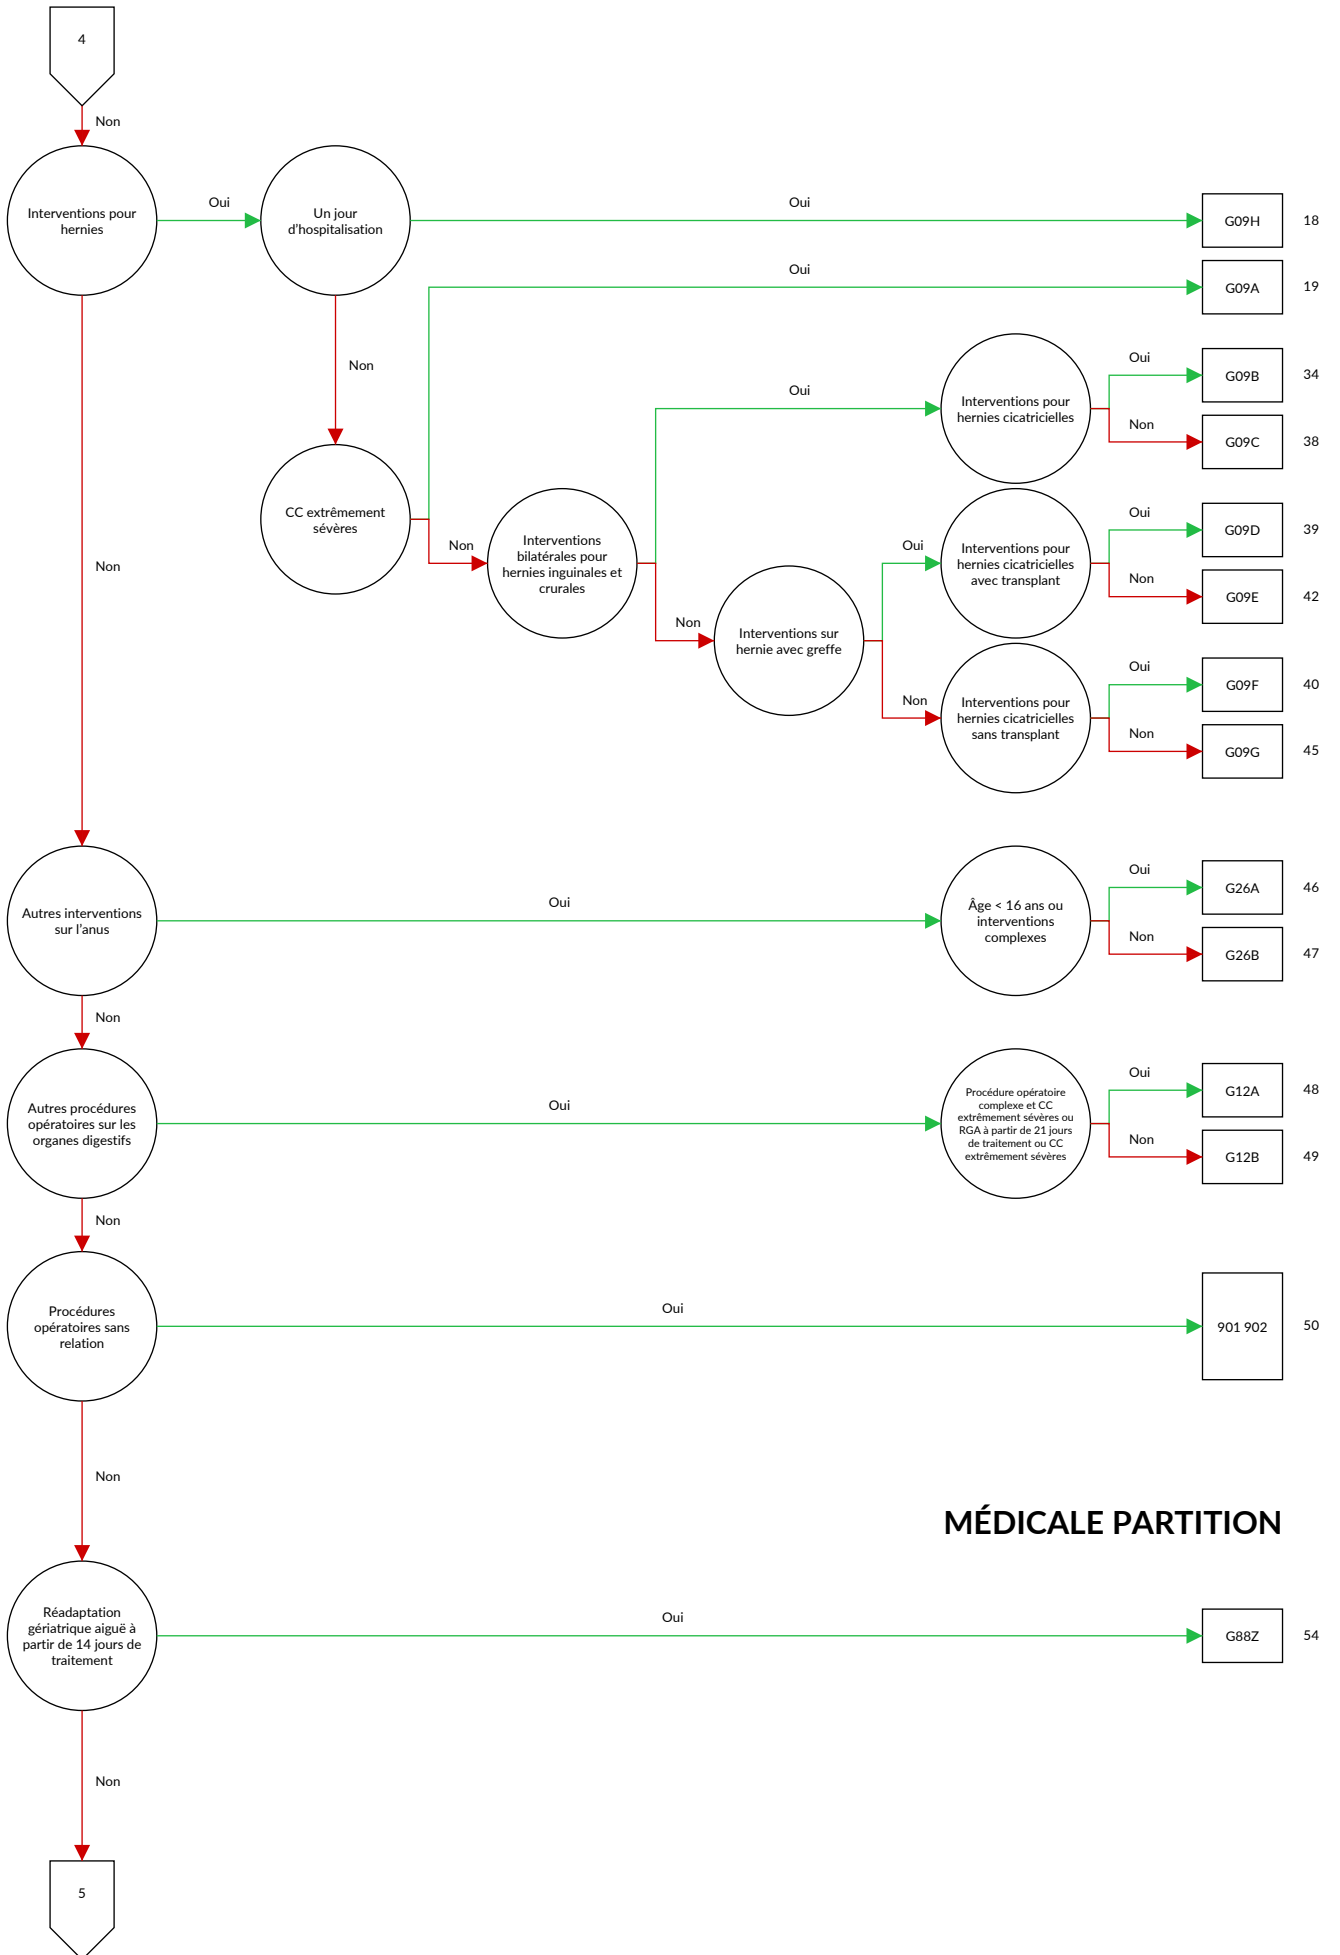 4
Non
Interventions pour
hernies
Oui
Un jour
d'hospitalisation
Oui
G09H
18
Oui
G09A
19
Non
CC extrêmement
sévères
Non
Interventions
bilatérales pour
hernies inguinales et
crurales
Oui
Interventions pour
hernies cicatricielles
Oui
G09B
34
Non
G09C
38
Non
Interventions sur
hernie avec greffe
Oui
Interventions pour
hernies cicatricielles
avec transplant
Oui
G09D
39
Non
G09E
42
Non
Interventions pour
hernies cicatricielles
sans transplant
Oui
G09F
40
Non
G09G
45
Non
Autres interventions
sur l'anus
Oui
Âge < 16 ans ou
interventions
complexes
Oui
G26A
46
Non
G26B
47
Non
Autres procédures
opératoires sur les
organes digestifs
Oui
Procédure opératoire
complexe et CC
extrêmement sévères ou
RGA à partir de 21 jours
de traitement ou CC
extrêmement sévères
Oui
G12A
48
Non
G12B
49
Non
Procédures
opératoires sans
relation
Oui
901 902
50
Non
MÉDICALE PARTITION
Réadaptation
gériatrique aiguë à
partir de 14 jours de
traitement
Oui
G88Z
54
Non
5